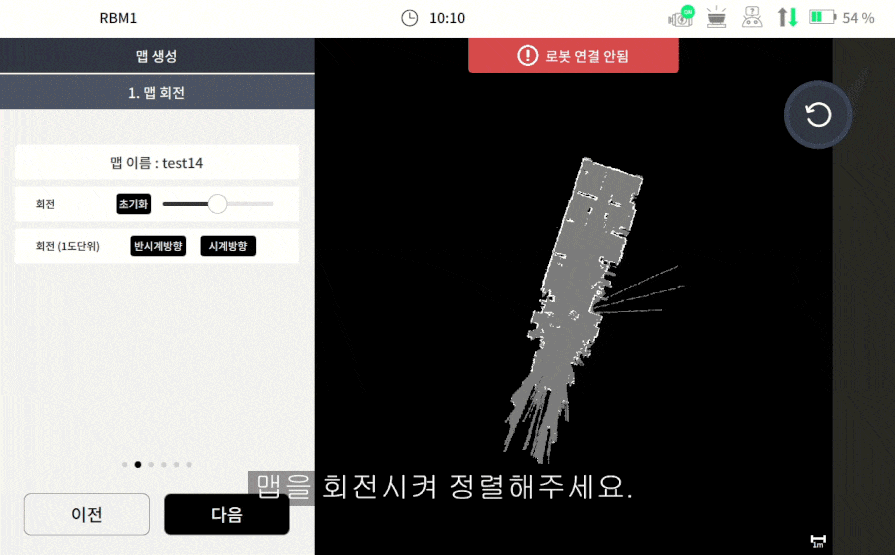 RBM1
10:10
ON
?
54 %
맵 생성
로봇 연결 안됨
1. 맵 회전
맵 이름 : test14
회전 초기화
회전 (1도단위) 반시계방향 시계방향
맵을 회전시켜 정렬해주세요.
이전 다음
1m